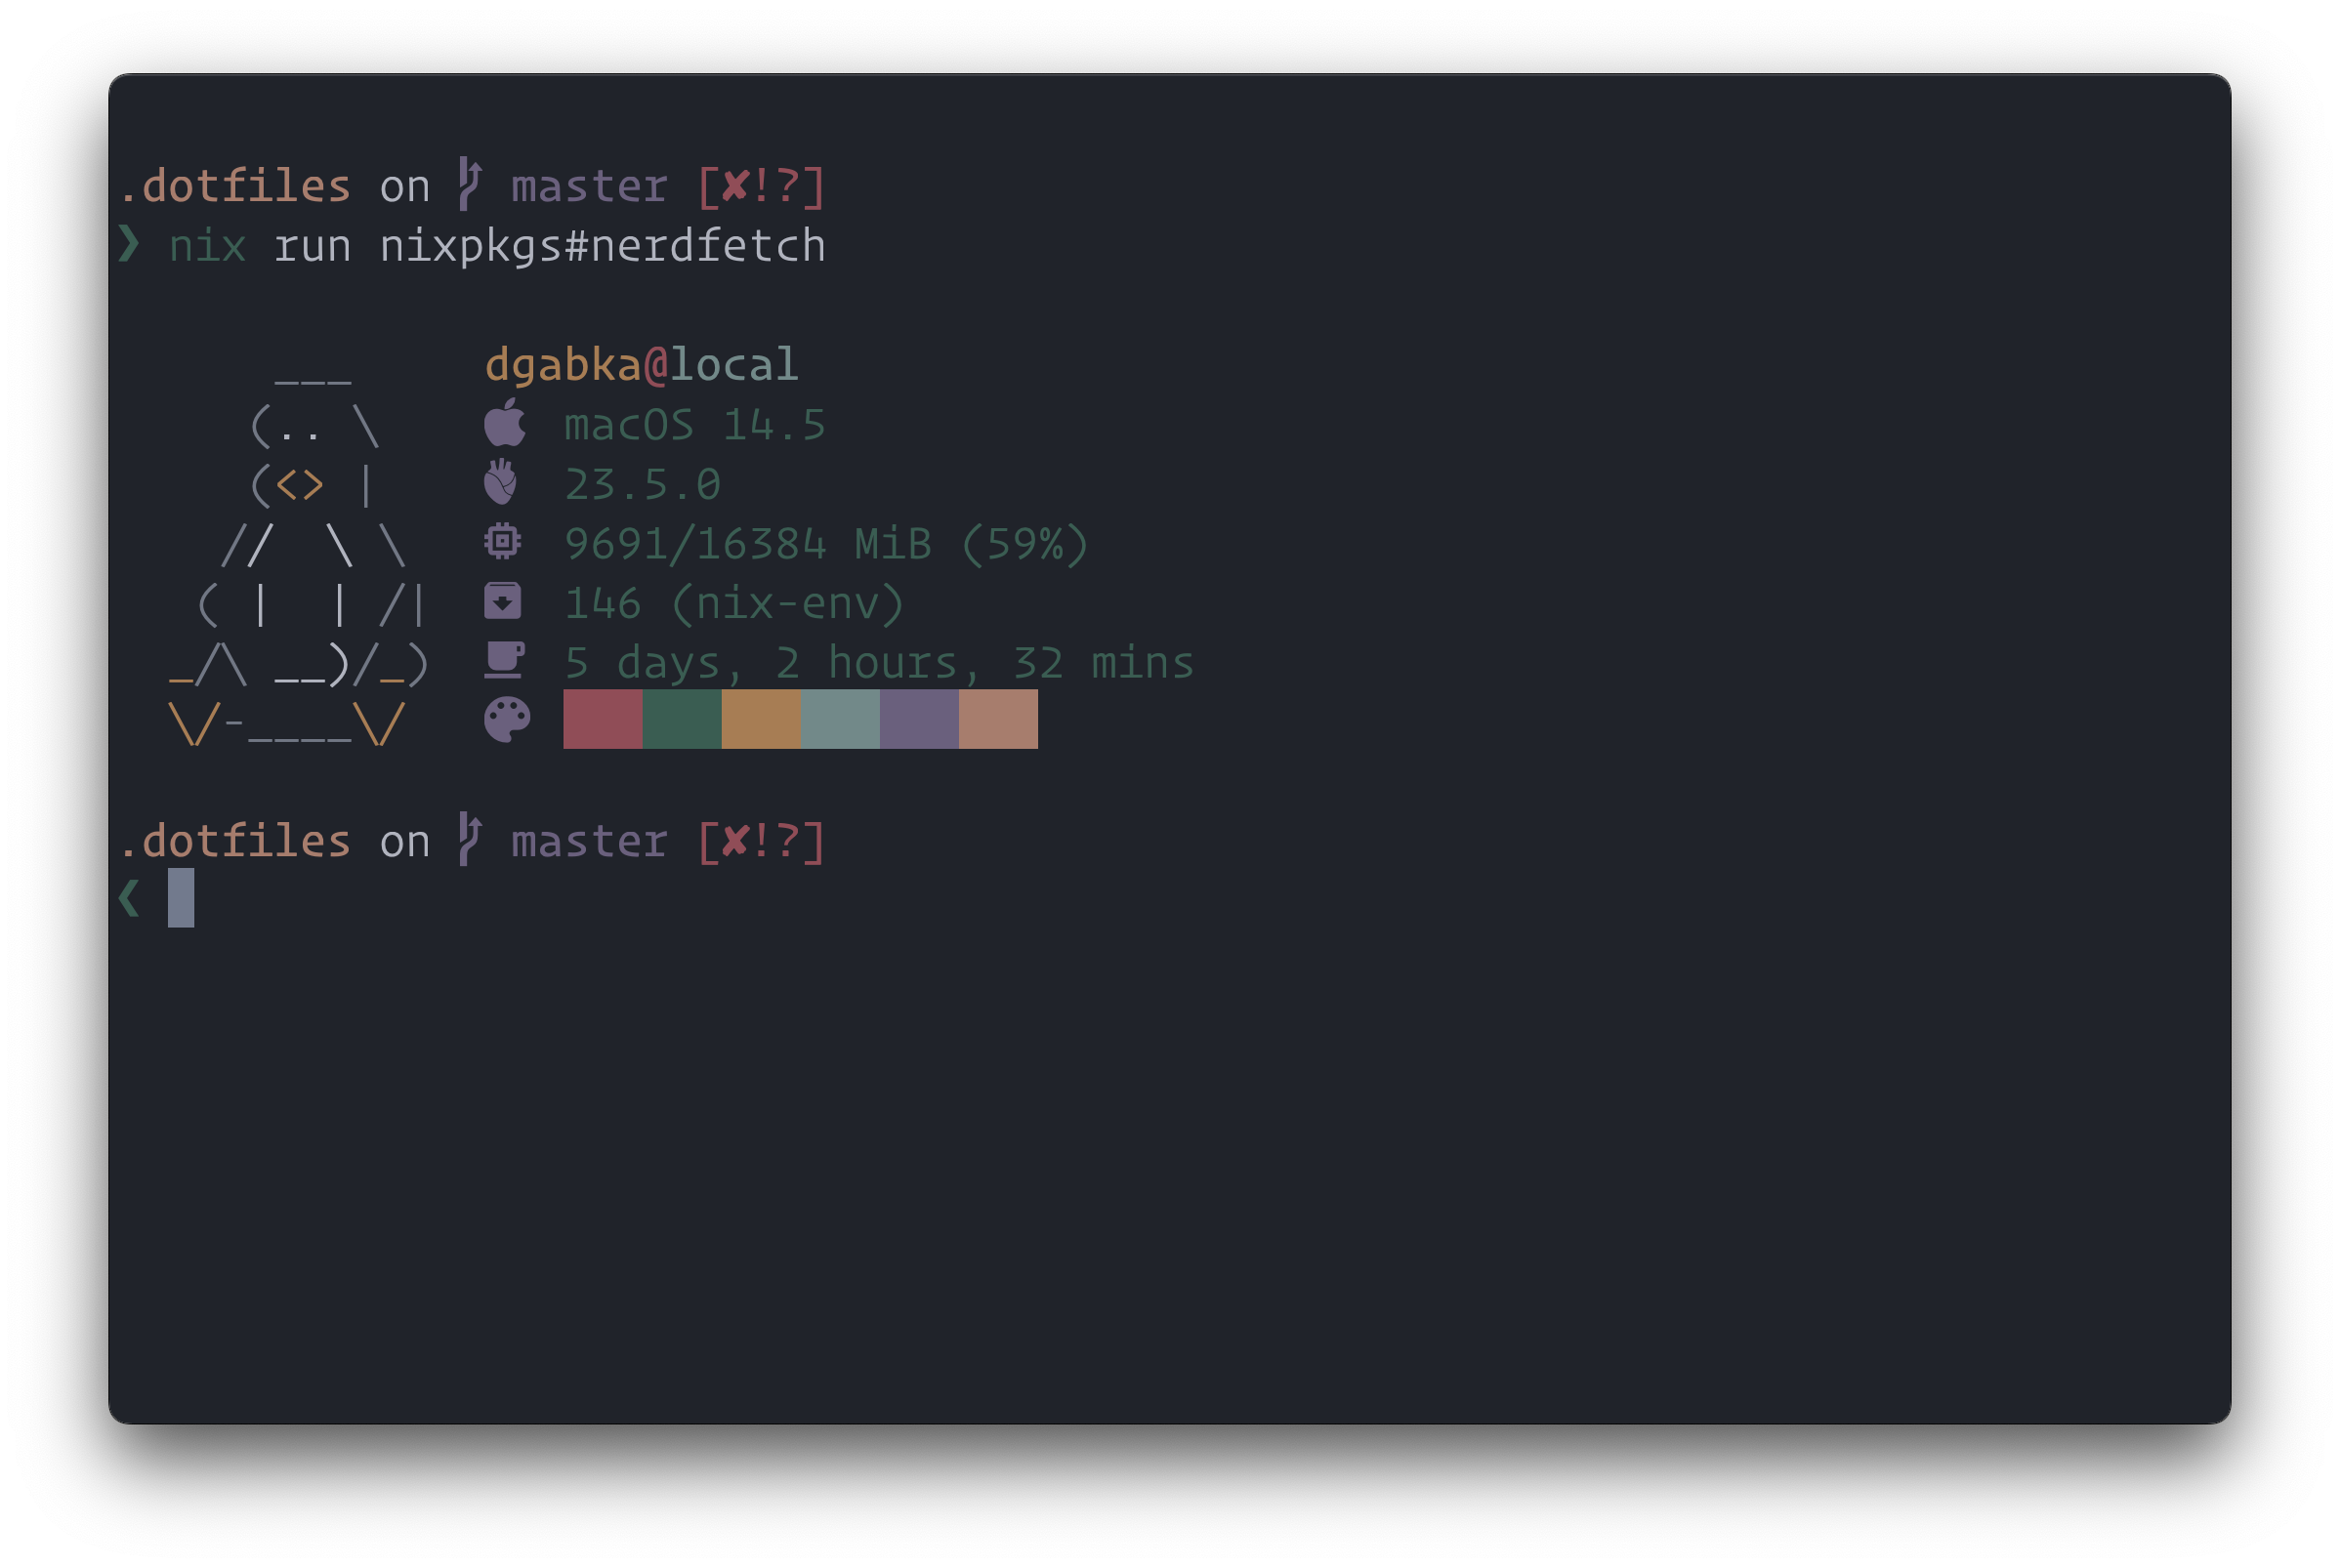 .dotfiles on master [✘!?]
❯ nix run nixpkgs#nerdfetch
dgabka@local
      ___
     (.. \     macOS 14.5
     (<> |     23.5.0
    //  \ \    9691/16384 MiB (59%)
   ( |  | /|   146 (nix-env)
  _/\ __)/_)   5 days, 2 hours, 32 mins
  \/-____\/
.dotfiles on master [✘!?]
❮